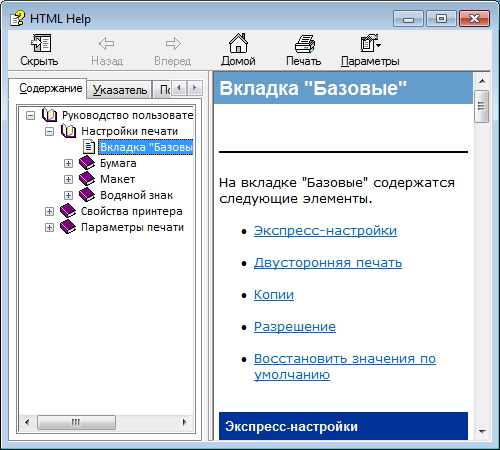 HTML Help
Скрыть Назад Вперед Домой Печать Параметры
Содержание Указатель По
Руководство пользовате
Настройки печати
Вкладка "Базовы
Бумага
Макет
Водяной знак
Свойства принтера
Параметры печати
Вкладка "Базовые"
На вкладке "Базовые" содержатся
следующие элементы.
• Экспресс-настройки
• Двусторонняя печать
• Копии
• Разрешение
• Восстановить значения по
умолчанию
Экспресс-настройки